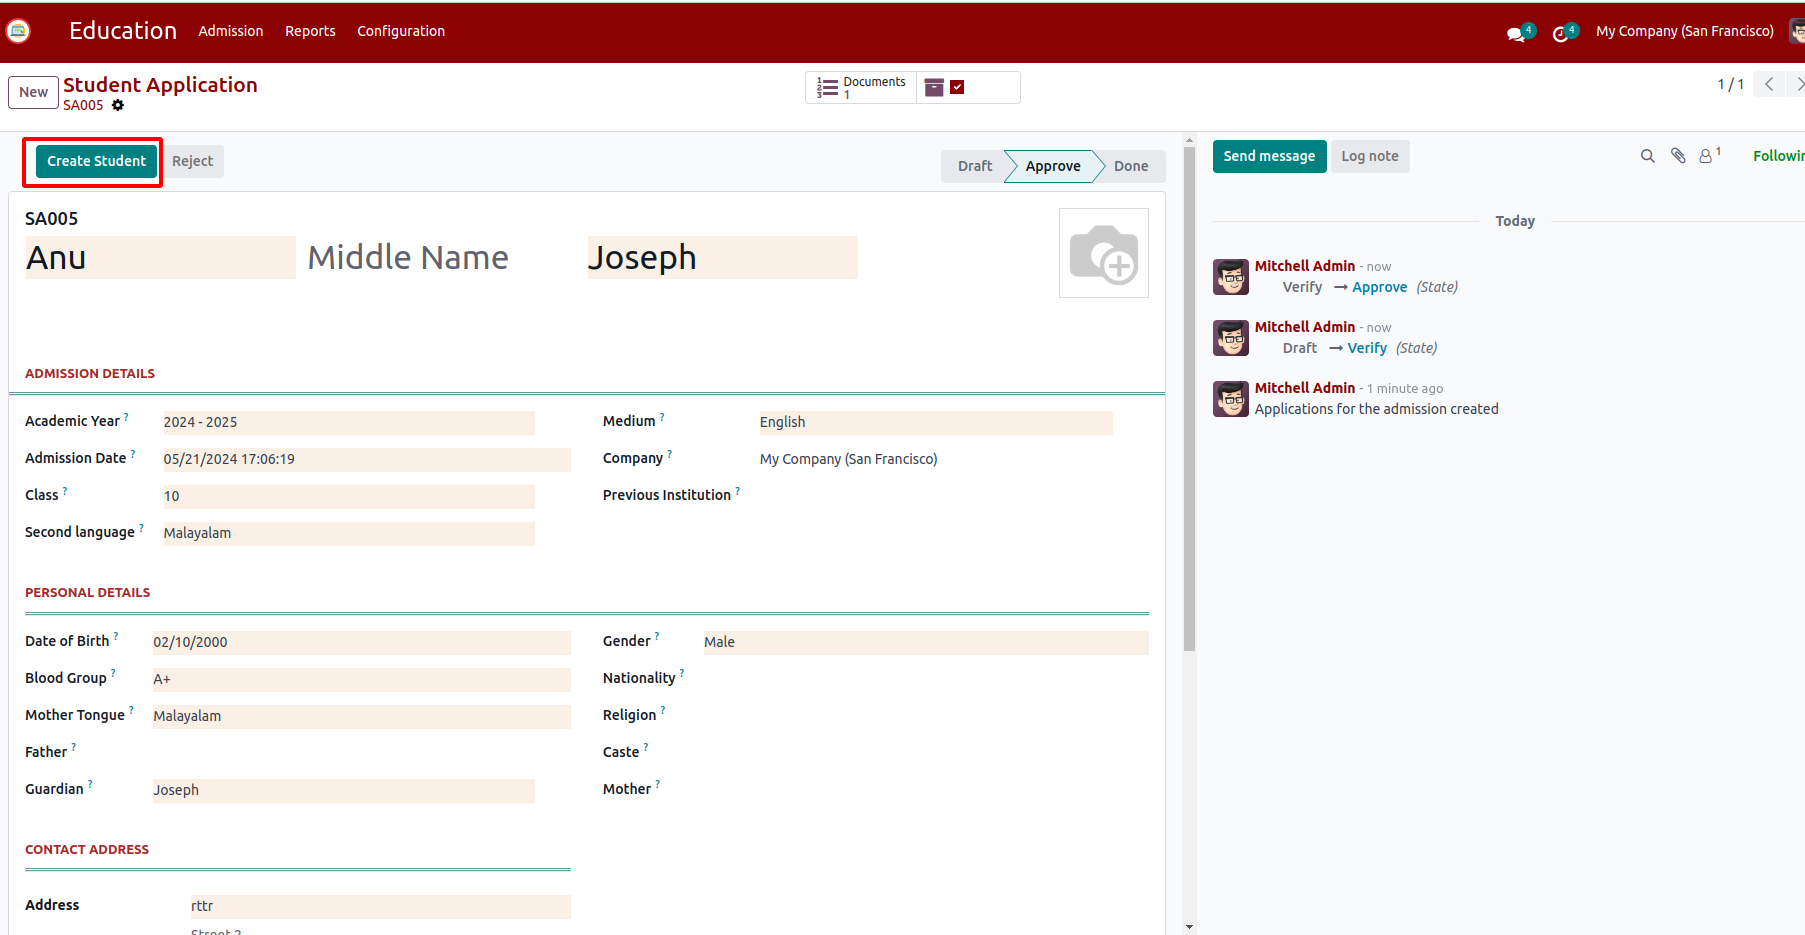 Education Admission Reports Configuration 4 4 My Company (San Francisco)
New Student Application
SA005
Documents
1
1 / 1
Create Student Reject
Draft Approve Done
Send message Log note 1
SA005
Anu Middle Name Joseph
ADMISSION DETAILS
Academic Year ? 2024 - 2025
Medium ? English
Admission Date ? 05/21/2024 17:06:19
Company ? My Company (San Francisco)
Class ? 10
Previous Institution ?
Second language ? Malayalam
PERSONAL DETAILS
Date of Birth ? 02/10/2000
Gender ? Male
Blood Group ? A+
Nationality ?
Mother Tongue ? Malayalam
Religion ?
Father ?
Caste ?
Guardian ? Joseph
Mother ?
CONTACT ADDRESS
Address rttr
Street 2
Today
Mitchell Admin - now
Verify → Approve (State)
Mitchell Admin - now
Draft → Verify (State)
Mitchell Admin - 1 minute ago
Applications for the admission created